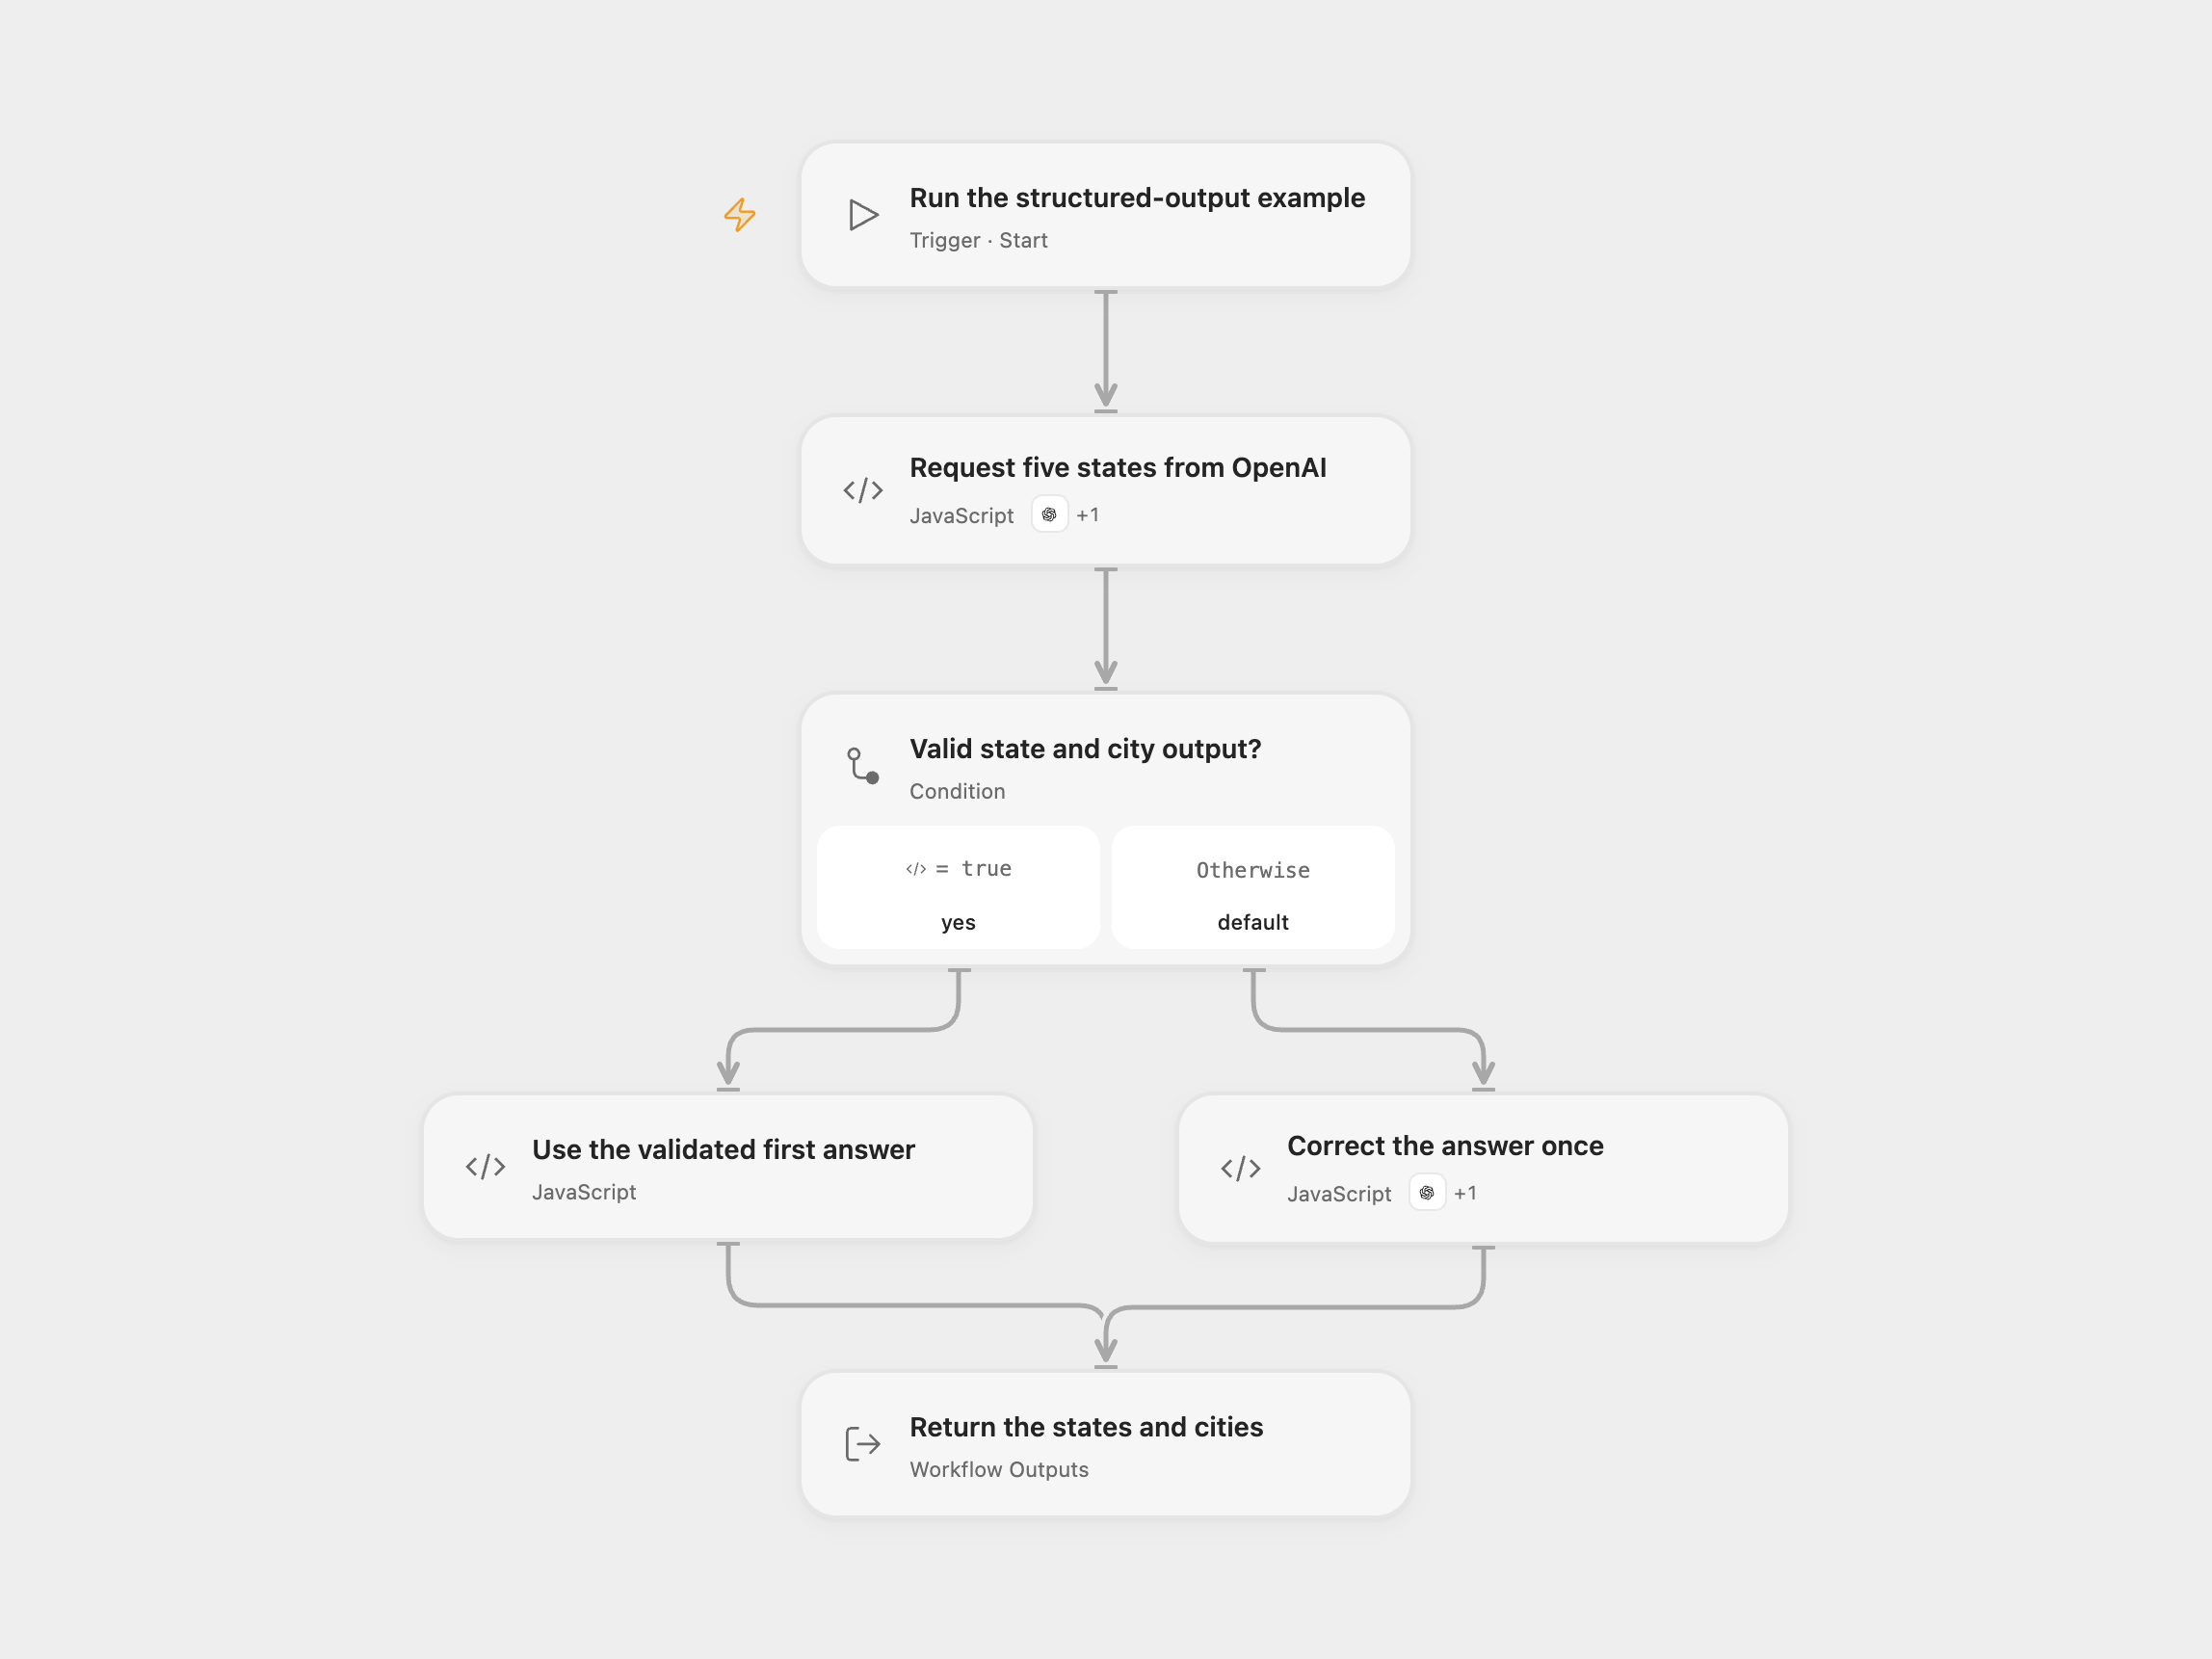 Run the structured-output example
Trigger · Start
Request five states from OpenAI
JavaScript +1
Valid state and city output?
Condition
</> = true
yes
Otherwise
default
Use the validated first answer
JavaScript
Correct the answer once
JavaScript +1
Return the states and cities
Workflow Outputs